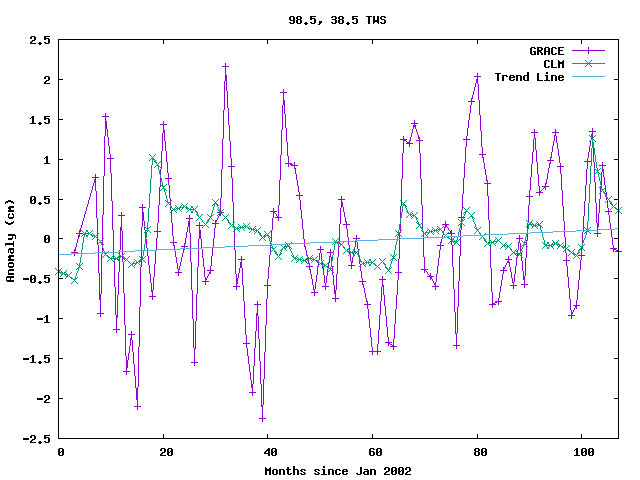 98.5, 38.5 TWS
GRACE
CLM
Trend Line
2.5
2
1.5
1
0.5
0
-0.5
-1
-1.5
-2
-2.5
Anomaly (cm)
0 20 40 60 80 100
Months since Jan 2002